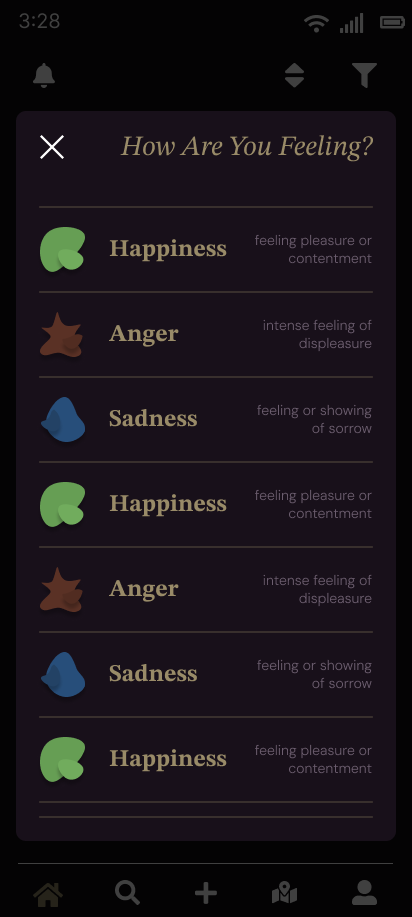 3:28
How Are You Feeling?
Happiness
feeling pleasure or
contentment
Anger
intense feeling of
displeasure
Sadness
feeling or showing
of sorrow
Happiness
feeling pleasure or
contentment
Anger
intense feeling of
displeasure
Sadness
feeling or showing
of sorrow
Happiness
feeling pleasure or
contentment